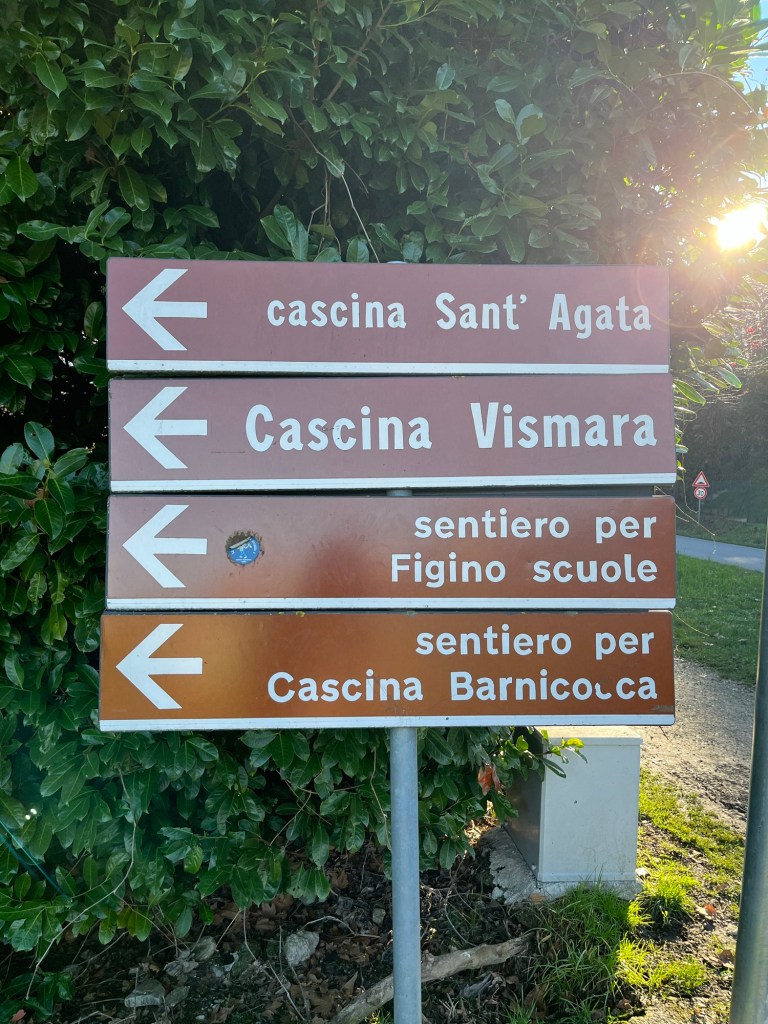 cascina Sant' Agata
Cascina Vismara
sentiero per
Figino scuole
sentiero per
Cascina Barnicocca